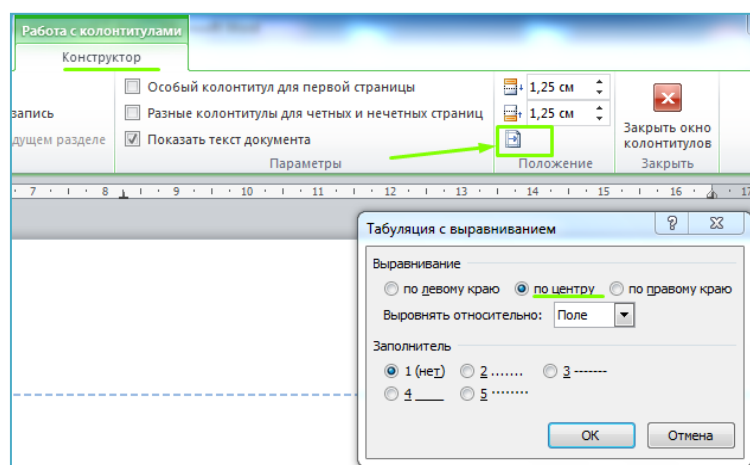 Работа с колонтитулами
Конструктор
Особый колонтитул для первой страницы
1,25 см
запись
Разные колонтитулы для четных и нечетных страниц
1,25 см
дущем разделе
Показать текст документа
Закрыть окно
колонтитулов
Параметры
Положение
Закрыть
7 8 9 10 11 12 13 14 15 16 17
Табуляция с выравниванием
Выравнивание
по левому краю по центру по правому краю
Выровнять относительно: Поле
Заполнитель
1 (нет) 2 ....... 3 -------
4 ____ 5 ........
OK Отмена